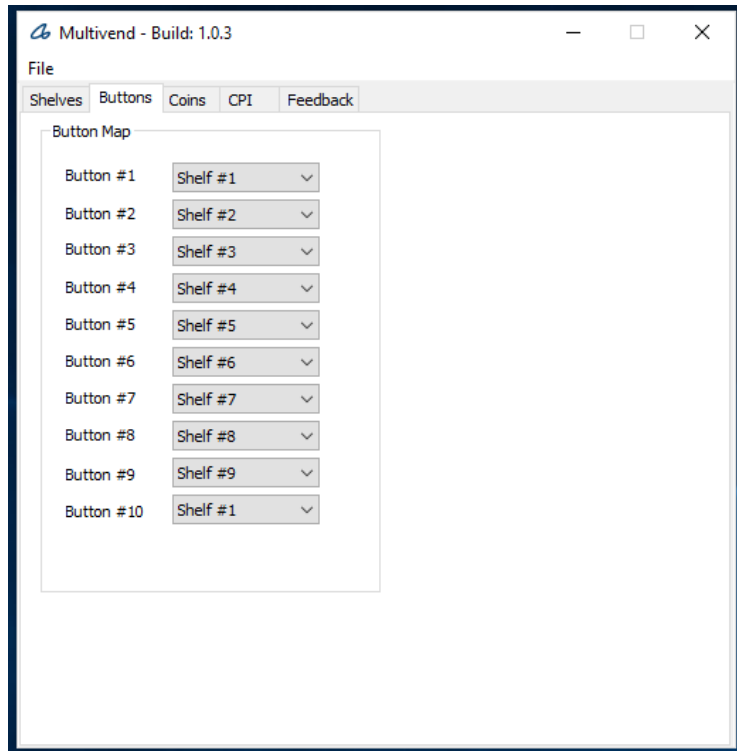 Multivend - Build: 1.0.3
File
Shelves Buttons Coins CPI Feedback
Button Map
Button #1 Shelf #1
Button #2 Shelf #2
Button #3 Shelf #3
Button #4 Shelf #4
Button #5 Shelf #5
Button #6 Shelf #6
Button #7 Shelf #7
Button #8 Shelf #8
Button #9 Shelf #9
Button #10 Shelf #1